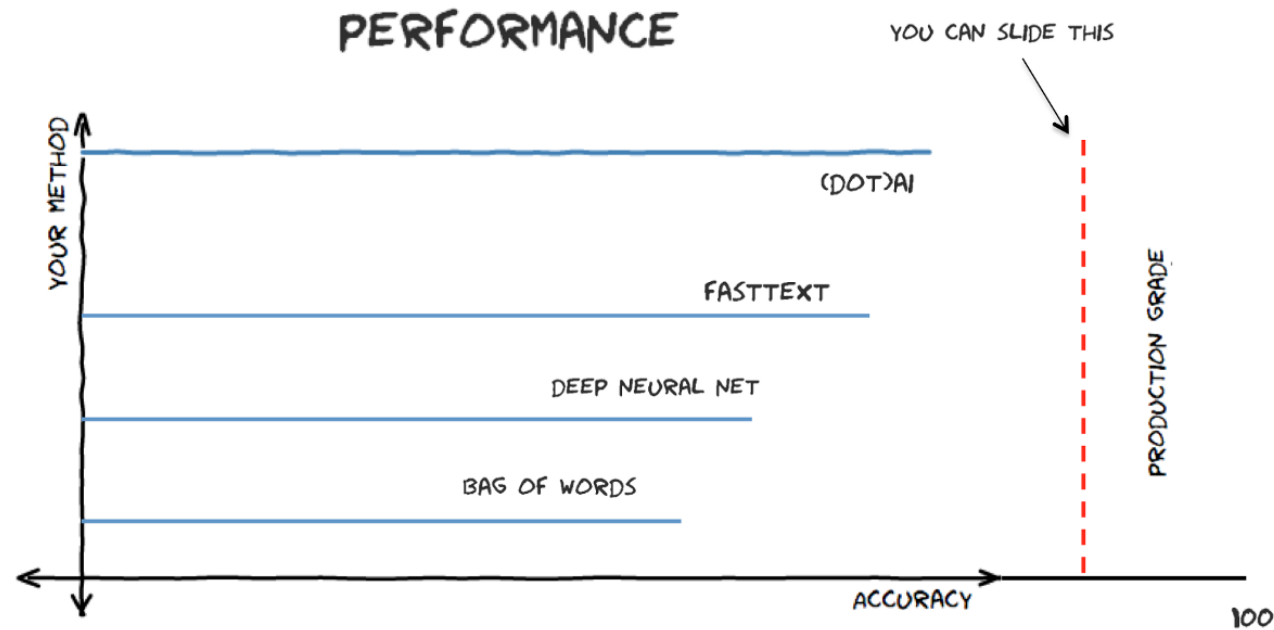 PERFORMANCE
YOU CAN SLIDE THIS
YOUR METHOD
(DOT)AI
FASTTEXT
DEEP NEURAL NET
BAG OF WORDS
PRODUCTION GRADE
ACCURACY
100